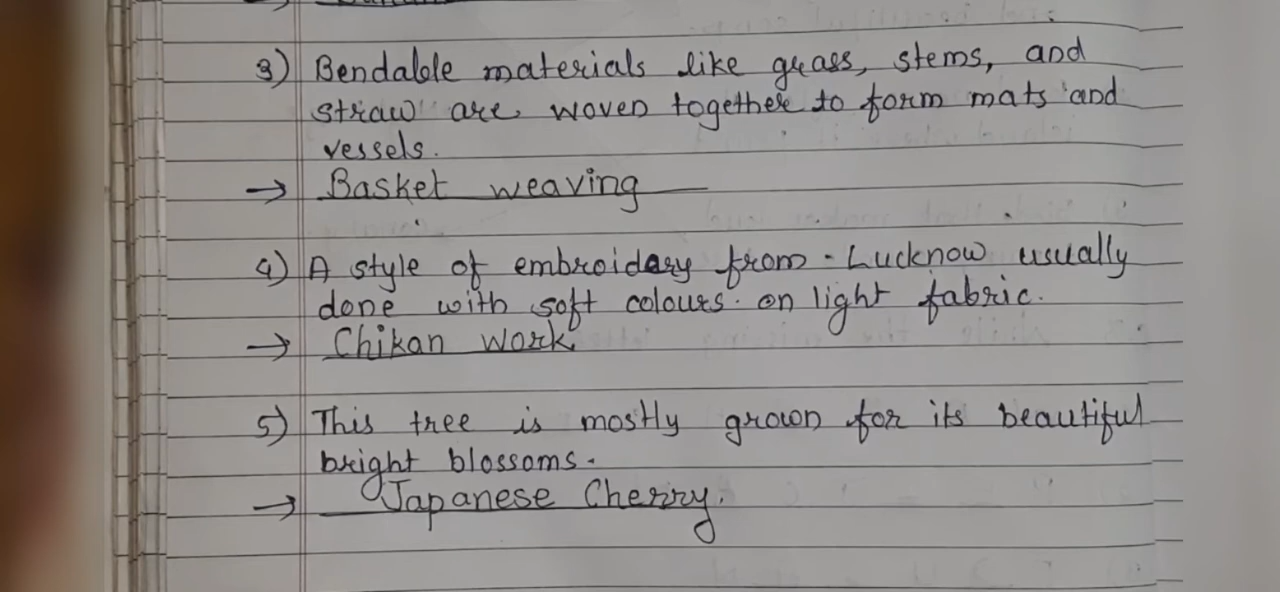 3) Bendable materials like grass, stems, and
straw are woven together to form mats and
vessels.
→ Basket weaving
4) A style of embroidary from Lucknow usually
done with soft colours on light fabric.
→ Chikan work
5) This tree is mostly grown for its beautiful
bright blossoms.
→ Japanese Cherry.